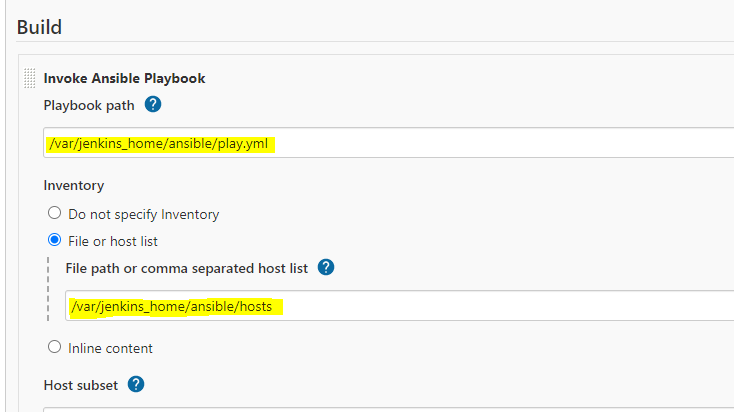 Build
Invoke Ansible Playbook
Playbook path ?
/var/jenkins_home/ansible/play.yml
Inventory
Do not specify Inventory
File or host list
File path or comma separated host list ?
/var/jenkins_home/ansible/hosts
Inline content
Host subset ?